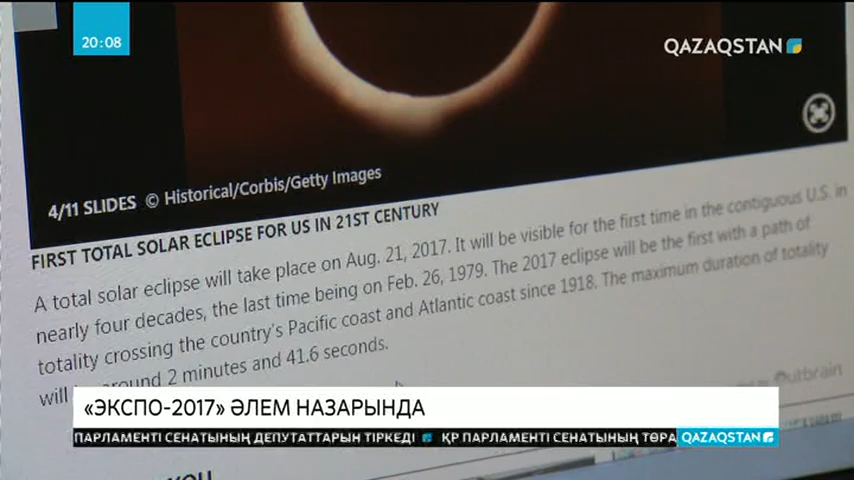 20:08
QAZAQSTAN
4/11 SLIDES © Historical/Corbis/Getty Images
FIRST TOTAL SOLAR ECLIPSE FOR US IN 21ST CENTURY
A total solar eclipse will take place on Aug. 21, 2017. It will be visible for the first time in the contiguous U.S. in
nearly four decades, the last time being on Feb. 26, 1979. The 2017 eclipse will be the first with a path of
totality crossing the country's Pacific coast and Atlantic coast since 1918. The maximum duration of totality
will around 2 minutes and 41.6 seconds.
Outbrain
«ЭКСПО-2017» ӘЛЕМ НАЗАРЫНДА
ПАРЛАМЕНТІ СЕНАТЫНЫҢ ДЕПУТАТТАРЫН ТІРКЕДІ ҚР ПАРЛАМЕНТІ СЕНАТЫНЫҢ ТӨРА
QAZAQSTAN